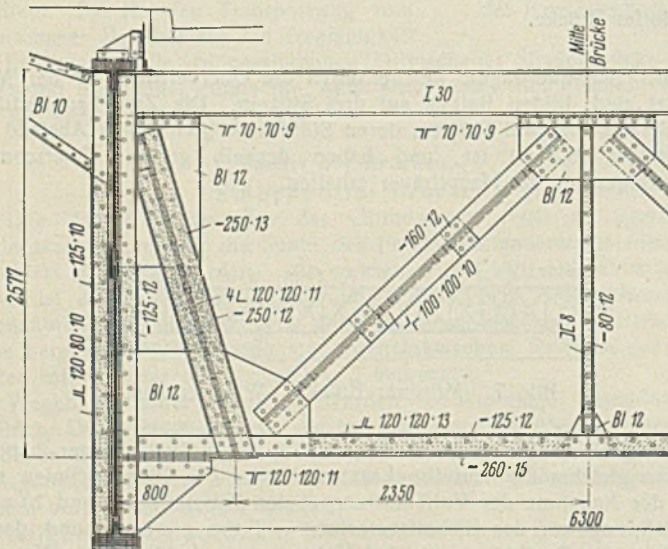 Mitte
Brücke
I 30
Bl 10
⅂Γ 70·70·9
⅂Γ 70·70·9
Bl 12
Bl 12
-250·13
-160·12
-125·10
2577
-125·12
4 L 120·120·11
-250·12
100·100·10
][ 8
-80·12
⅃L 120·80·10
Bl 12
⅃L 120·120·13
-125·12
Bl 12
800
⅂Γ 120·120·11
-260·15
2350
6300